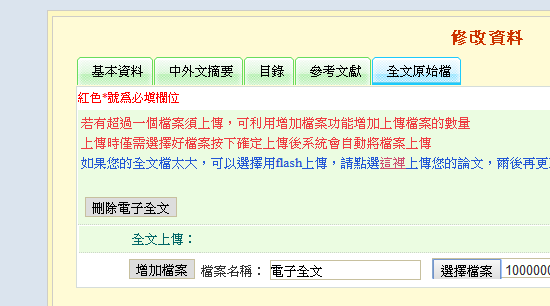 修改資料
基本資料 中外文摘要 目錄 參考文獻 全文原始檔
紅色*號為必填欄位
若有超過一個檔案須上傳，可利用增加檔案功能增加上傳檔案的數量
上傳時僅需選擇好檔案按下確定上傳後系統會自動將檔案上傳
如果您的全文檔太大，可以選擇用flash上傳，請點選這裡上傳您的論文，爾後再更
刪除電子全文
全文上傳：
增加檔案 檔案名稱： 電子全文 選擇檔案 1000000